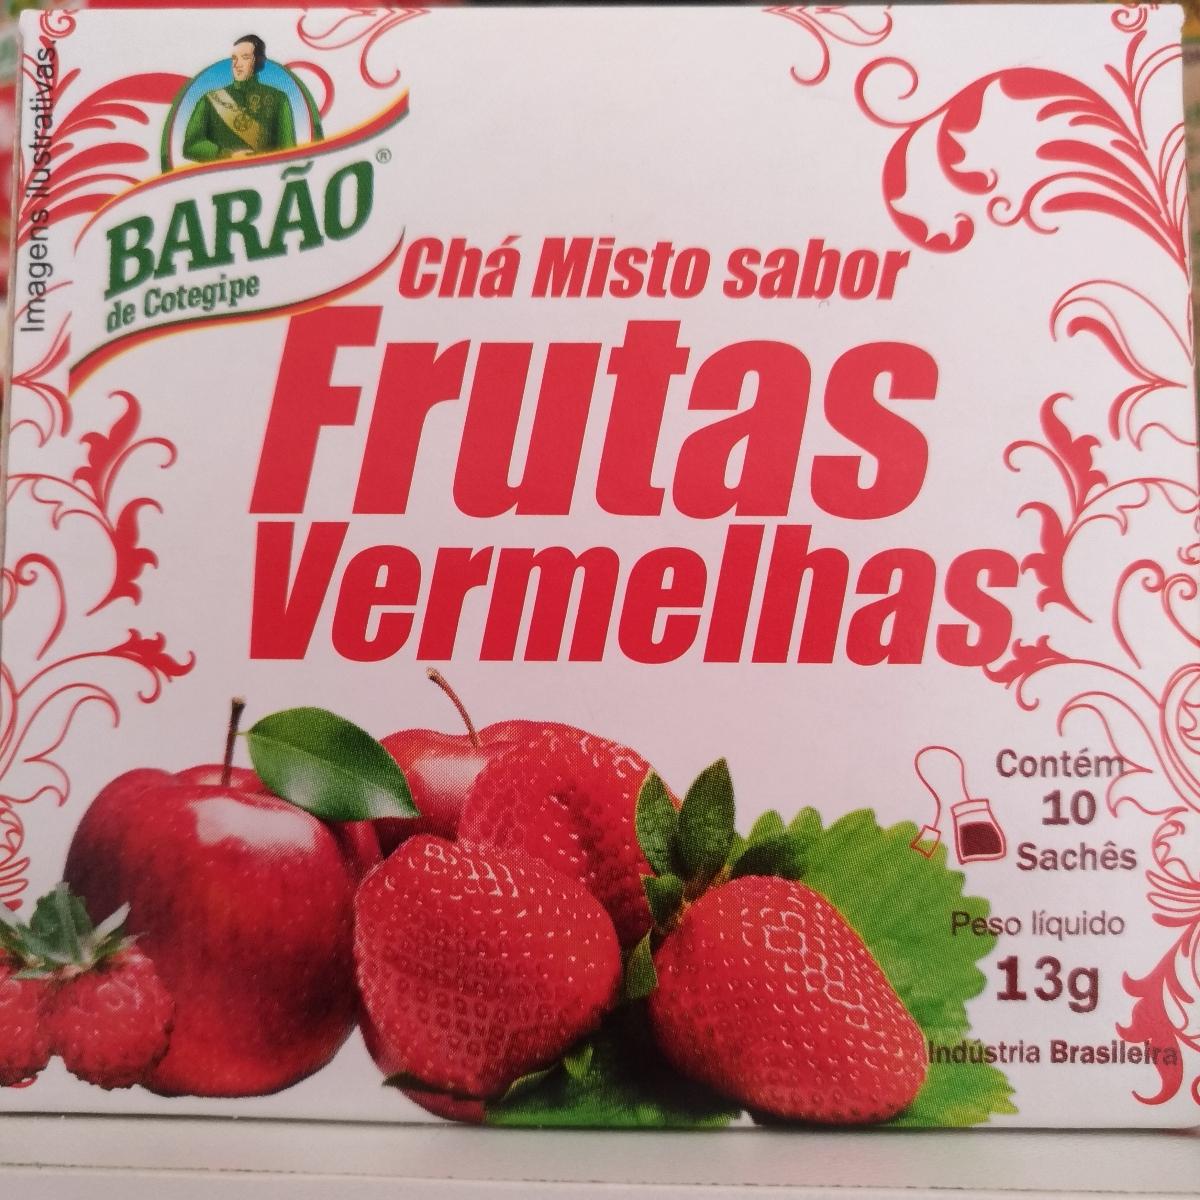 Imagens ilustrativas.
BARÃO®
de Cotegipe
Chá Misto sabor
Frutas
Vermelhas
Contém
10
Sachês
Peso líquido
13g
Indústria Brasileira